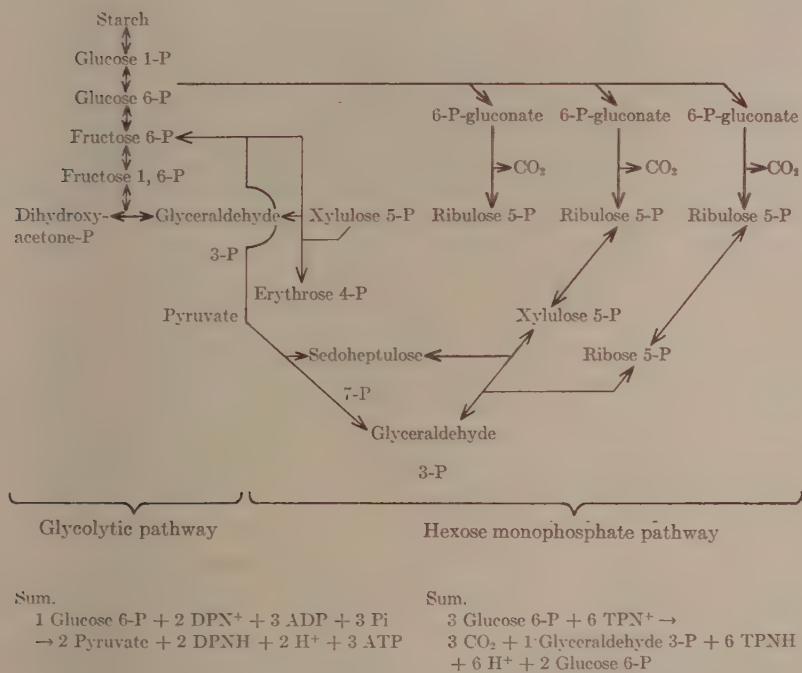 Starch
Glucose 1-P
Glucose 6-P
6-P-gluconate 6-P-gluconate 6-P-gluconate
Fructose 6-P
CO₂ CO₂ CO₂
Fructose 1, 6-P
Dihydroxy- Glyceraldehyde Xylulose 5-P Ribulose 5-P Ribulose 5-P Ribulose 5-P
acetone-P
3-P
Erythrose 4-P
Pyruvate Xylulose 5-P
Sedoheptulose Ribose 5-P
7-P
Glyceraldehyde
3-P
Glycolytic pathway Hexose monophosphate pathway
Sum.
1 Glucose 6-P + 2 DPN⁺ + 3 ADP + 3 Pi
→ 2 Pyruvate + 2 DPNH + 2 H⁺ + 3 ATP
Sum.
3 Glucose 6-P + 6 TPN⁺ →
3 CO₂ + 1 Glyceraldehyde 3-P + 6 TPNH
+ 6 H⁺ + 2 Glucose 6-P